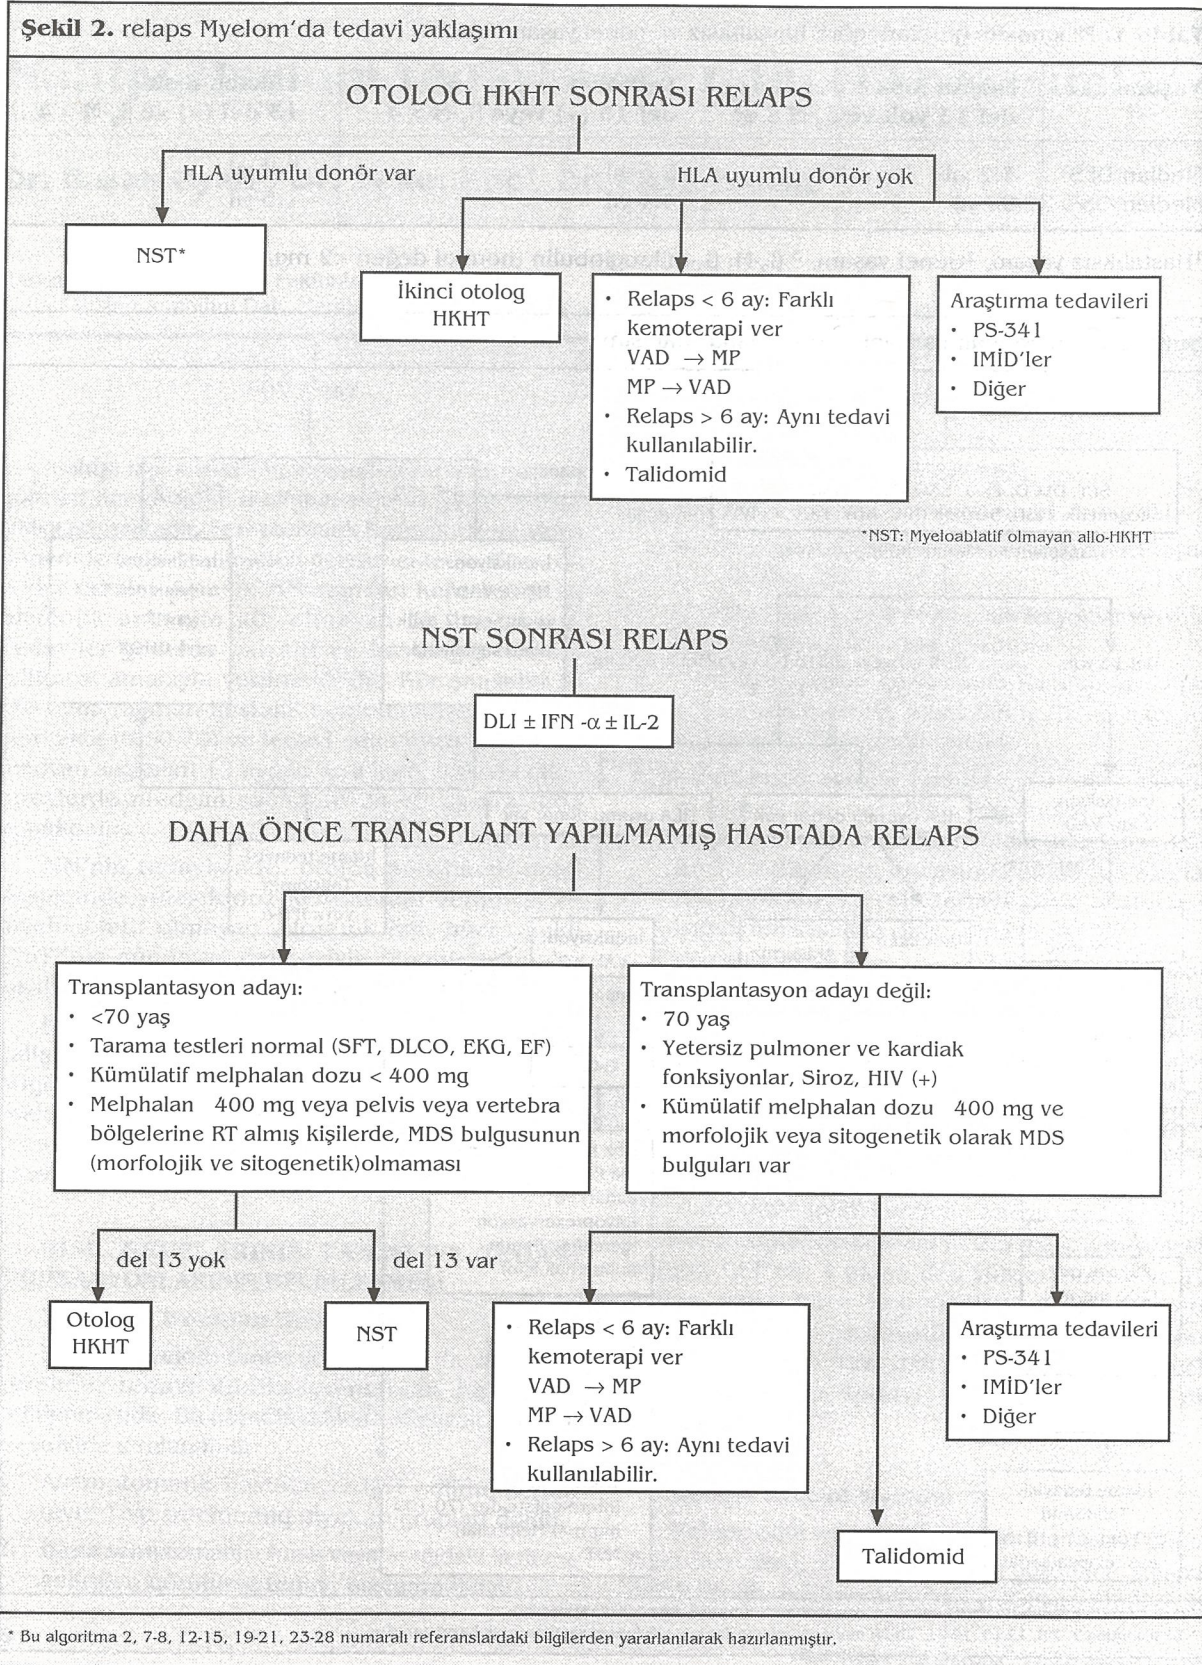 Şekil 2. relaps Myelom'da tedavi yaklaşımı
OTOLOG HKHT SONRASI RELAPS
HLA uyumlu donör var
HLA uyumlu donör yok
NST*
İkinci otolog
HKHT
· Relaps < 6 ay: Farklı
kemoterapi ver
VAD → MP
MP → VAD
· Relaps > 6 ay: Aynı tedavi
kullanılabilir.
· Talidomid
Araştırma tedavileri
· PS-341
· IMİD'ler
· Diğer
*NST: Myeloablatif olmayan allo-HKHT
NST SONRASI RELAPS
DLI ± IFN -α ± IL-2
DAHA ÖNCE TRANSPLANT YAPILMAMIŞ HASTADA RELAPS
Transplantasyon adayı:
· <70 yaş
· Tarama testleri normal (SFT, DLCO, EKG, EF)
· Kümülatif melphalan dozu < 400 mg
· Melphalan 400 mg veya pelvis veya vertebra
bölgelerine RT almış kişilerde, MDS bulgusunun
(morfolojik ve sitogenetik)olmaması
Transplantasyon adayı değil:
· 70 yaş
· Yetersiz pulmoner ve kardiak
fonksiyonlar, Siroz, HIV (+)
· Kümülatif melphalan dozu 400 mg ve
morfolojik veya sitogenetik olarak MDS
bulguları var
del 13 yok
del 13 var
Otolog
HKHT
NST
· Relaps < 6 ay: Farklı
kemoterapi ver
VAD → MP
MP → VAD
· Relaps > 6 ay: Aynı tedavi
kullanılabilir.
Araştırma tedavileri
· PS-341
· IMİD'ler
· Diğer
Talidomid
* Bu algoritma 2, 7-8, 12-15, 19-21, 23-28 numaralı referanslardaki bilgilerden yararlanılarak hazırlanmıştır.